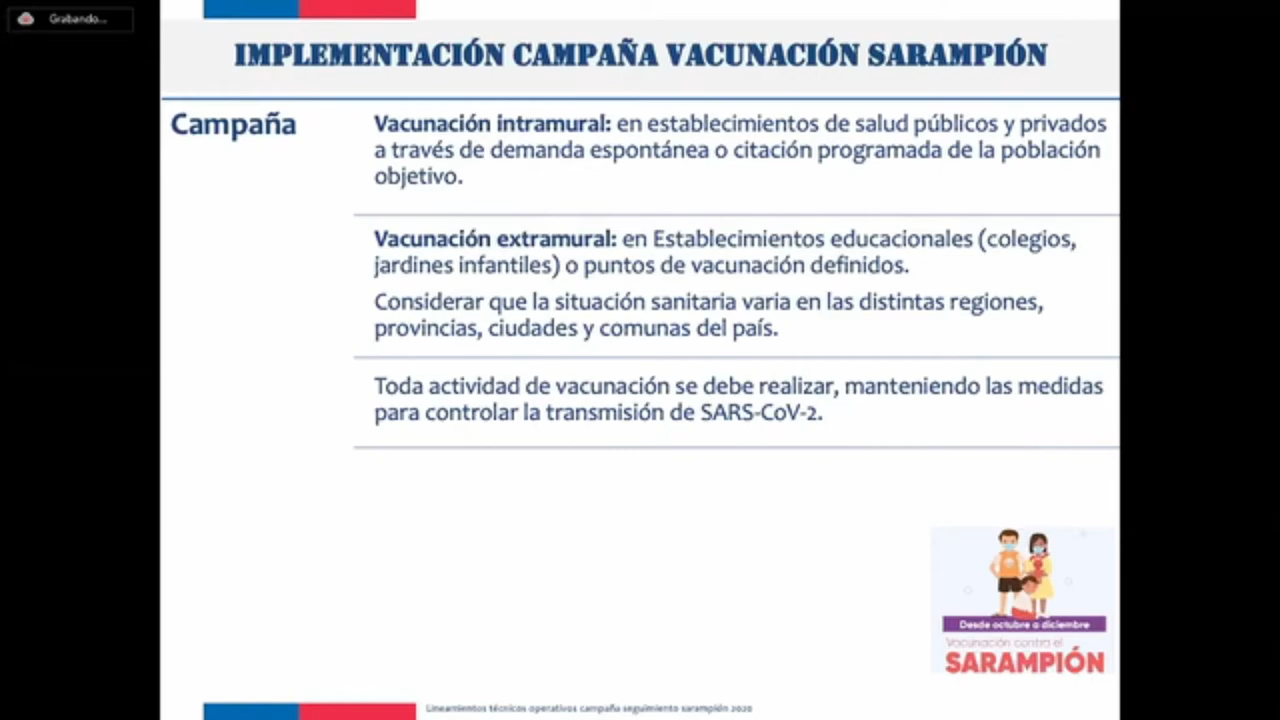 Grabando...
IMPLEMENTACIÓN CAMPAÑA VACUNACIÓN SARAMPIÓN
Campaña
Vacunación intramural: en establecimientos de salud públicos y privados
a través de demanda espontánea o citación programada de la población
objetivo.
Vacunación extramural: en Establecimientos educacionales (colegios,
jardines infantiles) o puntos de vacunación definidos.
Considerar que la situación sanitaria varia en las distintas regiones,
provincias, ciudades y comunas del país.
Toda actividad de vacunación se debe realizar, manteniendo las medidas
para controlar la transmisión de SARS-CoV-2.
Desde octubre a diciembre
Vacunación contra el
SARAMPIÓN
Lineamientos técnicos operativos campaña seguimiento sarampión 2020